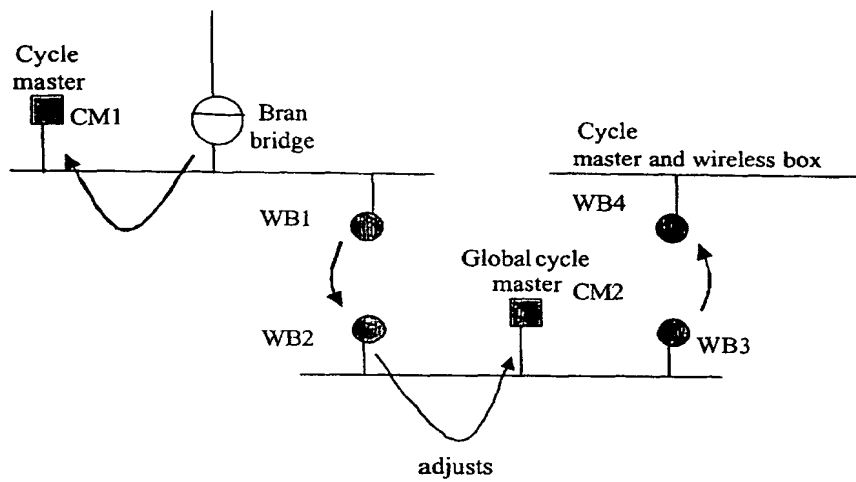 Cycle
master
CM1
Bran
bridge
Cycle
master and wireless box
WB1
WB4
Global cycle
master
CM2
WB2
WB3
adjusts